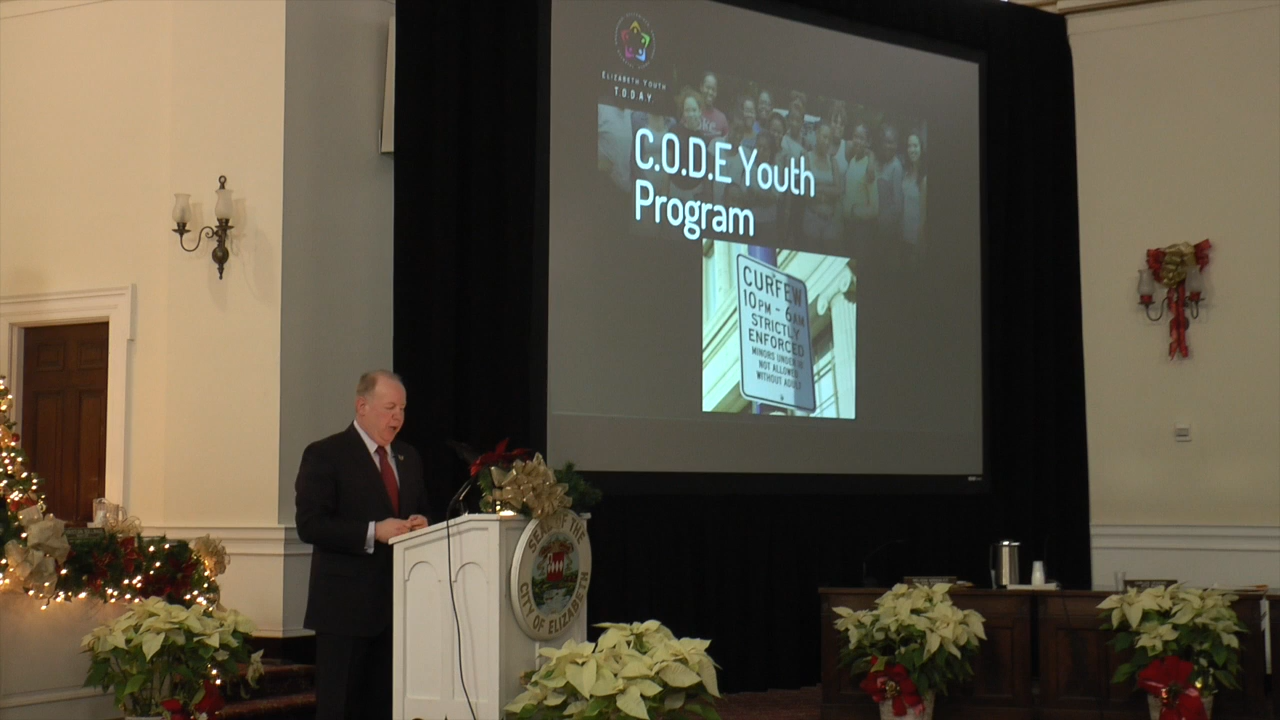 ELIZABETH YOUTH
T.O.D.A.Y
C.O.D.E Youth
Program
CURFEW
10PM - 6AM
STRICTLY
ENFORCED
MINORS UNDER 18
NOT ALLOWED
WITHOUT ADULT
SEAL OF THE
CITY OF ELIZABETH